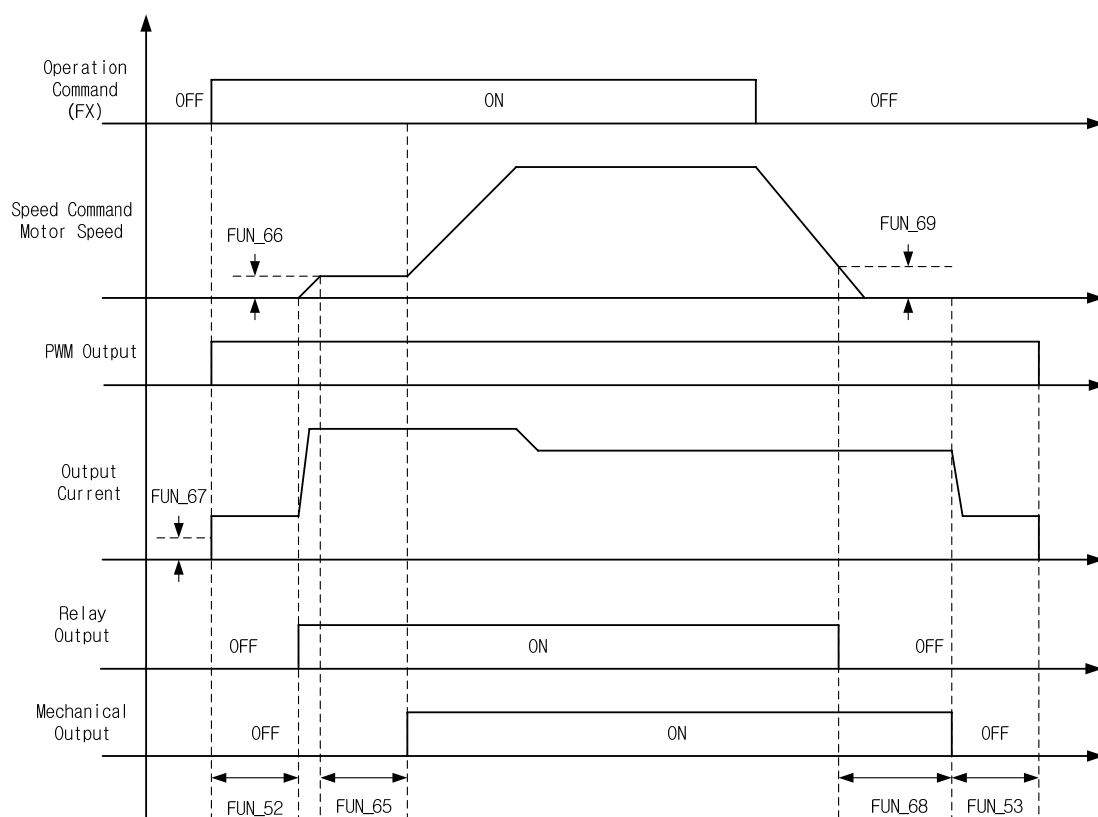 Operation
Command
(FX)
OFF
ON
OFF
Speed Command
Motor Speed
FUN_66
FUN_69
PWM Output
Output
Current
FUN_67
Relay
Output
OFF
ON
OFF
Mechanical
Output
OFF
ON
OFF
FUN_52
FUN_65
FUN_68
FUN_53